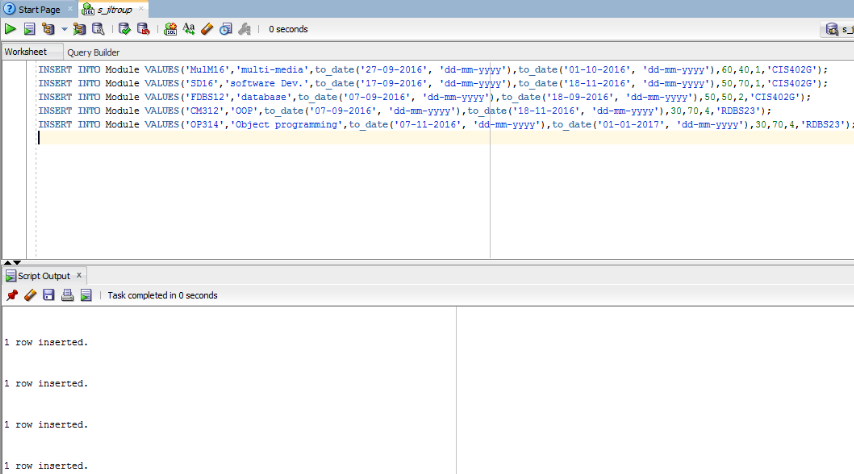 Start Page
s_jitroup
0 seconds
s_j
Worksheet
Query Builder
INSERT INTO Module VALUES('MulM16','multi-media',to_date('27-09-2016', 'dd-mm-yyyy'),to_date('01-10-2016', 'dd-mm-yyyy'),60,40,1,'CIS402G');
INSERT INTO Module VALUES('SD16','software Dev.',to_date('17-09-2016', 'dd-mm-yyyy'),to_date('18-11-2016', 'dd-mm-yyyy'),50,70,1,'CIS402G');
INSERT INTO Module VALUES('FDBS12','database',to_date('07-09-2016', 'dd-mm-yyyy'),to_date('18-09-2016', 'dd-mm-yyyy'),50,50,2,'CIS402G');
INSERT INTO Module VALUES('CM312','OOP',to_date('07-09-2016', 'dd-mm-yyyy'),to_date('18-11-2016', 'dd-mm-yyyy'),30,70,4,'RDBS23');
INSERT INTO Module VALUES('OP314','Object programming',to_date('07-11-2016', 'dd-mm-yyyy'),to_date('01-01-2017', 'dd-mm-yyyy'),30,70,4,'RDBS23');
Script Output
Task completed in 0 seconds
1 row inserted.
1 row inserted.
1 row inserted.
1 row inserted.